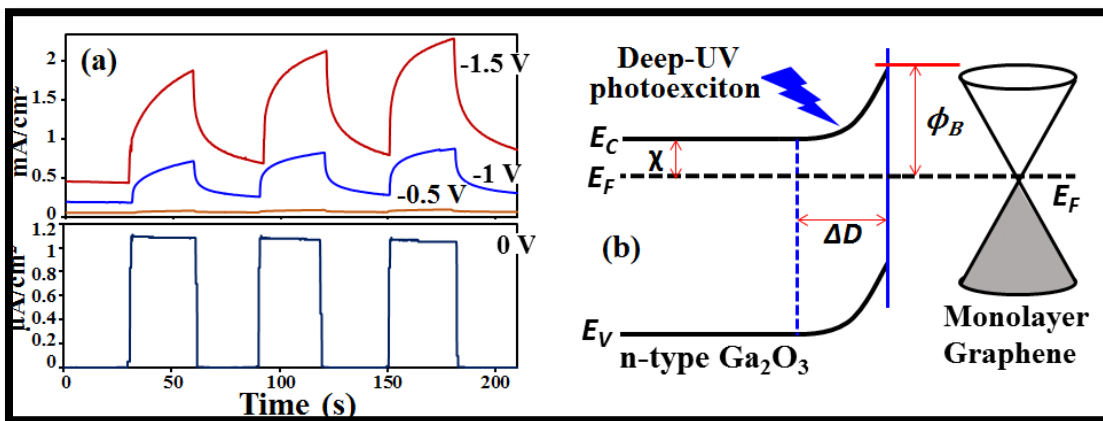 (a)
mA/cm²
2
1.5
1
0.5
0
-1.5 V
-1 V
-0.5 V
μA/cm²
1.2
1
0.8
0.6
0.4
0.2
0
0 V
0
50
100
150
200
Time (s)
Deep-UV
photoexciton
E_C
χ
E_F
ϕ_B
E_F
ΔD
(b)
E_V
n-type Ga₂O₃
Monolayer
Graphene